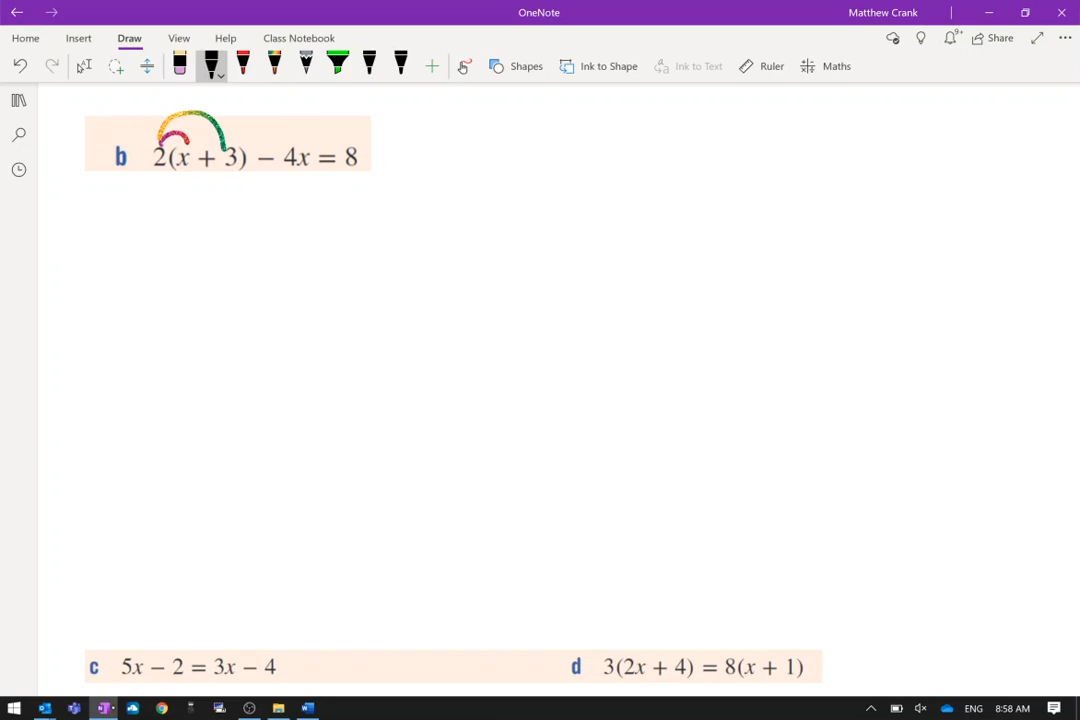 OneNote
Matthew Crank
Home Insert Draw View Help Class Notebook
9+ Share
Shapes Ink to Shape Ink to Text Ruler Maths
b 2(x + 3) − 4x = 8
c 5x − 2 = 3x − 4
d 3(2x + 4) = 8(x + 1)
ENG 8:58 AM